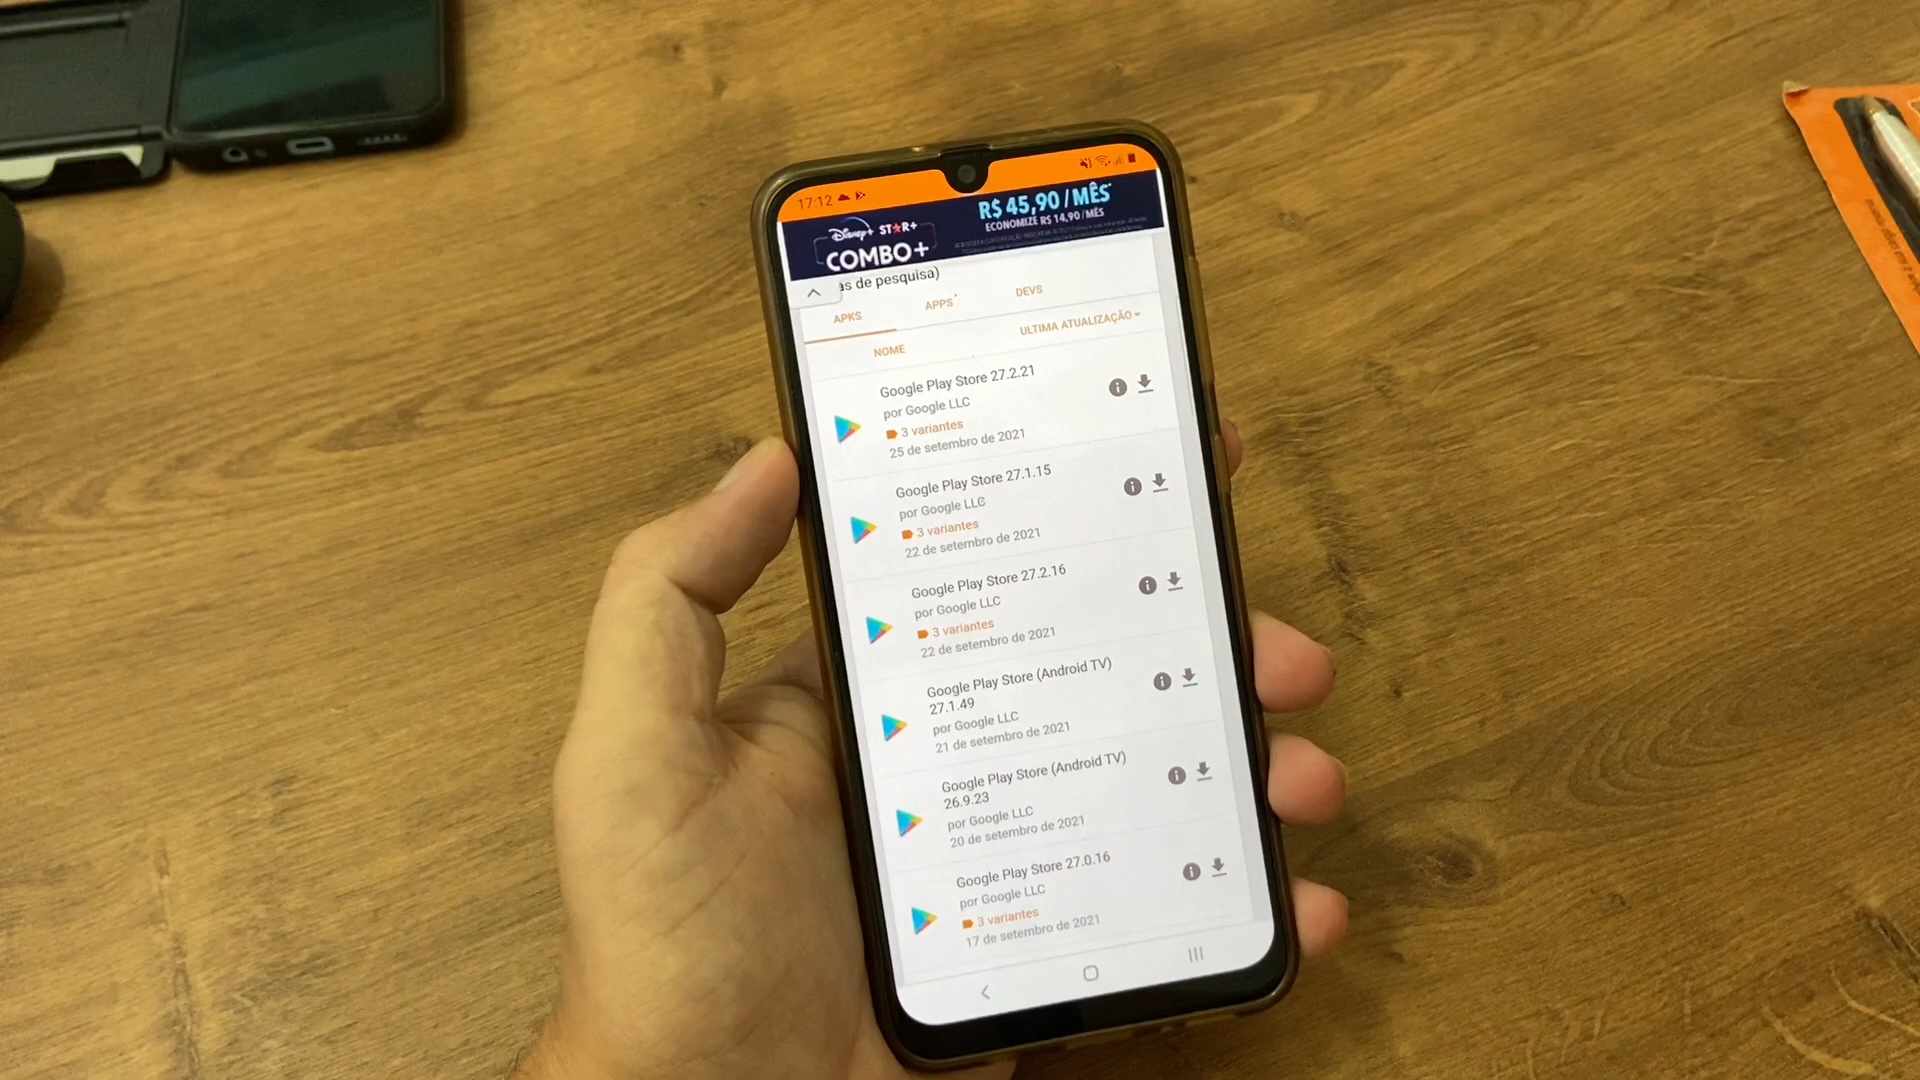 17:12
Disney+ STAR+
COMBO+
R$ 45,90/MÊS*
ECONOMIZE R$ 14,90/MÊS
as de pesquisa)
APKS
APPS
DEVS
NOME
ULTIMA ATUALIZAÇÃO
Google Play Store 27.2.21
por Google LLC
3 variantes
25 de setembro de 2021
Google Play Store 27.1.15
por Google LLC
3 variantes
22 de setembro de 2021
Google Play Store 27.2.16
por Google LLC
3 variantes
22 de setembro de 2021
Google Play Store (Android TV)
27.1.49
por Google LLC
21 de setembro de 2021
Google Play Store (Android TV)
26.9.23
por Google LLC
20 de setembro de 2021
Google Play Store 27.0.16
por Google LLC
3 variantes
17 de setembro de 2021